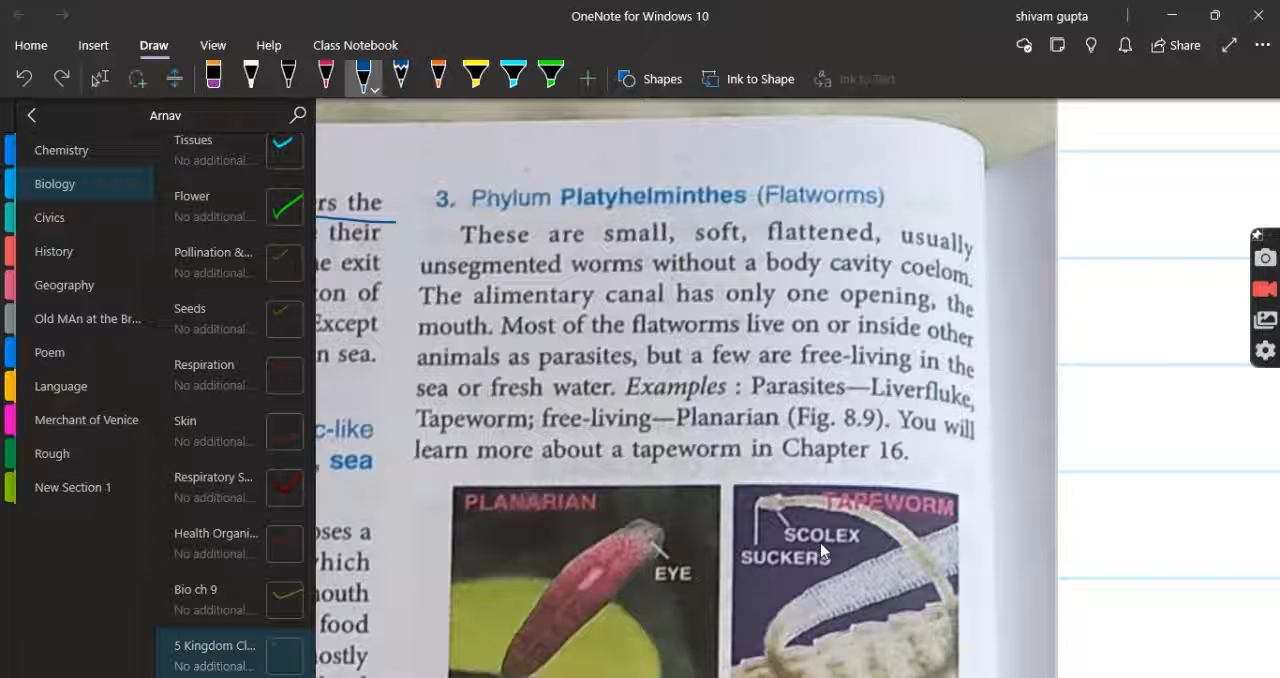 OneNote for Windows 10
shivam gupta
Home Insert Draw View Help Class Notebook
Share
Shapes Ink to Shape Ink to Text
Arnav
Chemistry
Biology
Civics
History
Geography
Old MAn at the Br...
Poem
Language
Merchant of Venice
Rough
New Section 1
Tissues
No additional...
Flower
No additional...
Pollination &...
No additional...
Seeds
No additional...
Respiration
No additional...
Skin
No additional...
Respiratory S...
No additional...
Health Organi...
No additional...
Bio ch 9
No additional...
5 Kingdom Cl...
No additional...
rs the
their
e exit
on of
Except
n sea.
c-like
, sea
oses a
which
outh
food
ostly
3. Phylum Platyhelminthes (Flatworms)
These are small, soft, flattened, usually
unsegmented worms without a body cavity coelom.
The alimentary canal has only one opening, the
mouth. Most of the flatworms live on or inside other
animals as parasites, but a few are free-living in the
sea or fresh water. Examples : Parasites—Liverfluke,
Tapeworm; free-living—Planarian (Fig. 8.9). You will
learn more about a tapeworm in Chapter 16.
PLANARIAN
EYE
TAPEWORM
SCOLEX
SUCKERS